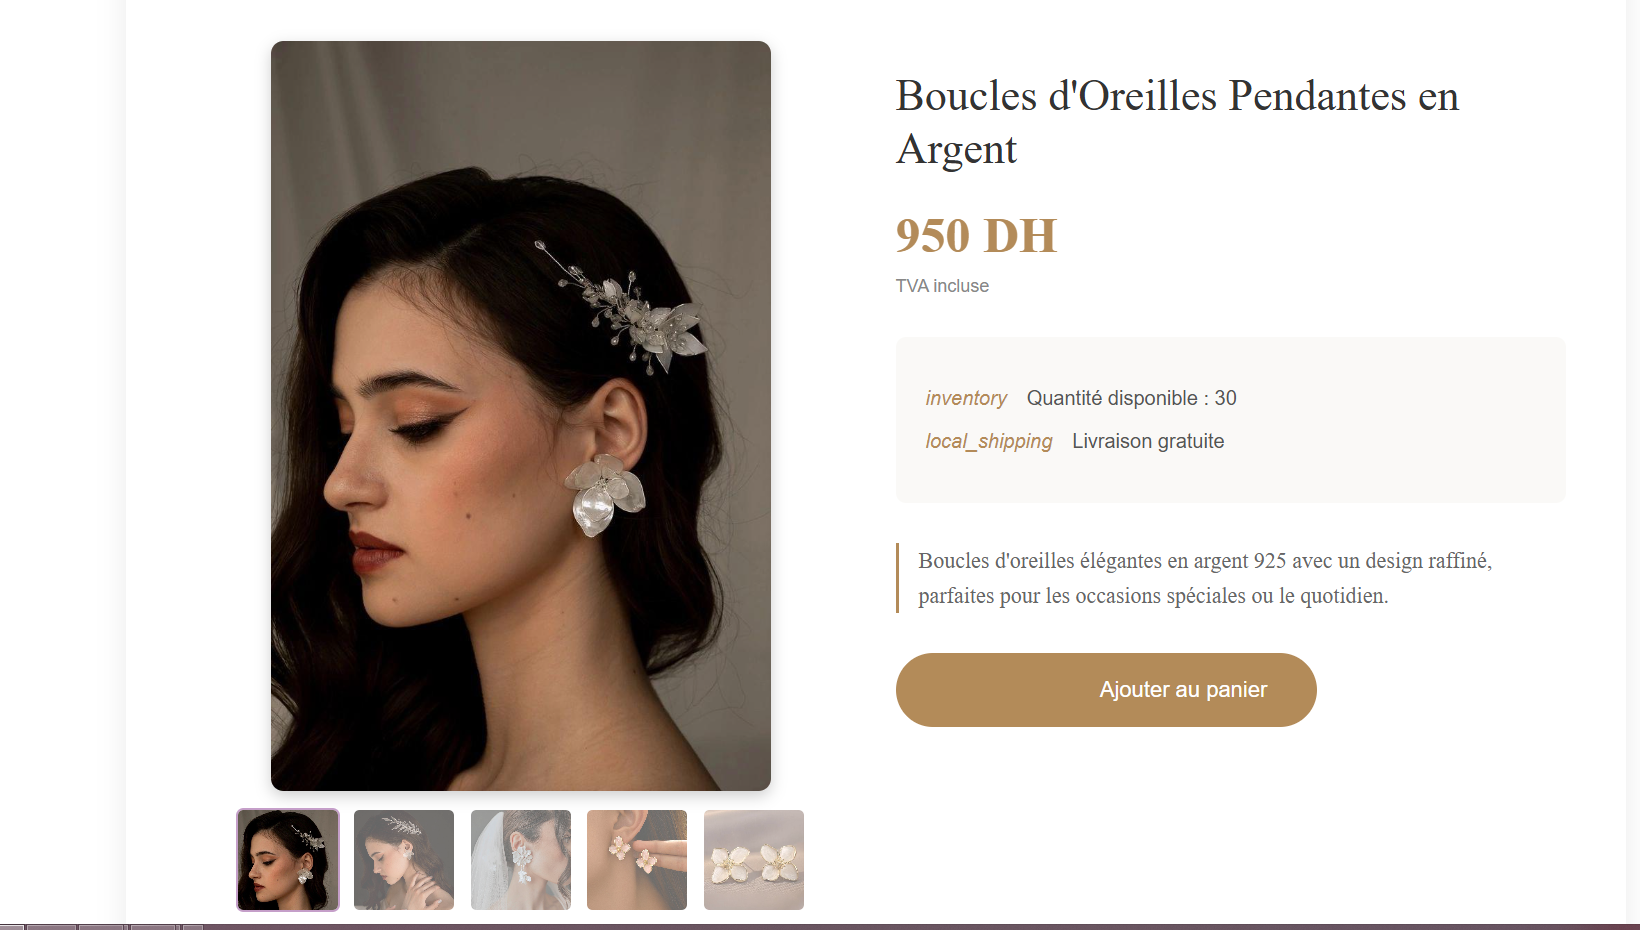 Boucles d'Oreilles Pendantes en
Argent
950 DH
TVA incluse
inventory Quantité disponible : 30
local_shipping Livraison gratuite
Boucles d'oreilles élégantes en argent 925 avec un design raffiné,
parfaites pour les occasions spéciales ou le quotidien.
Ajouter au panier